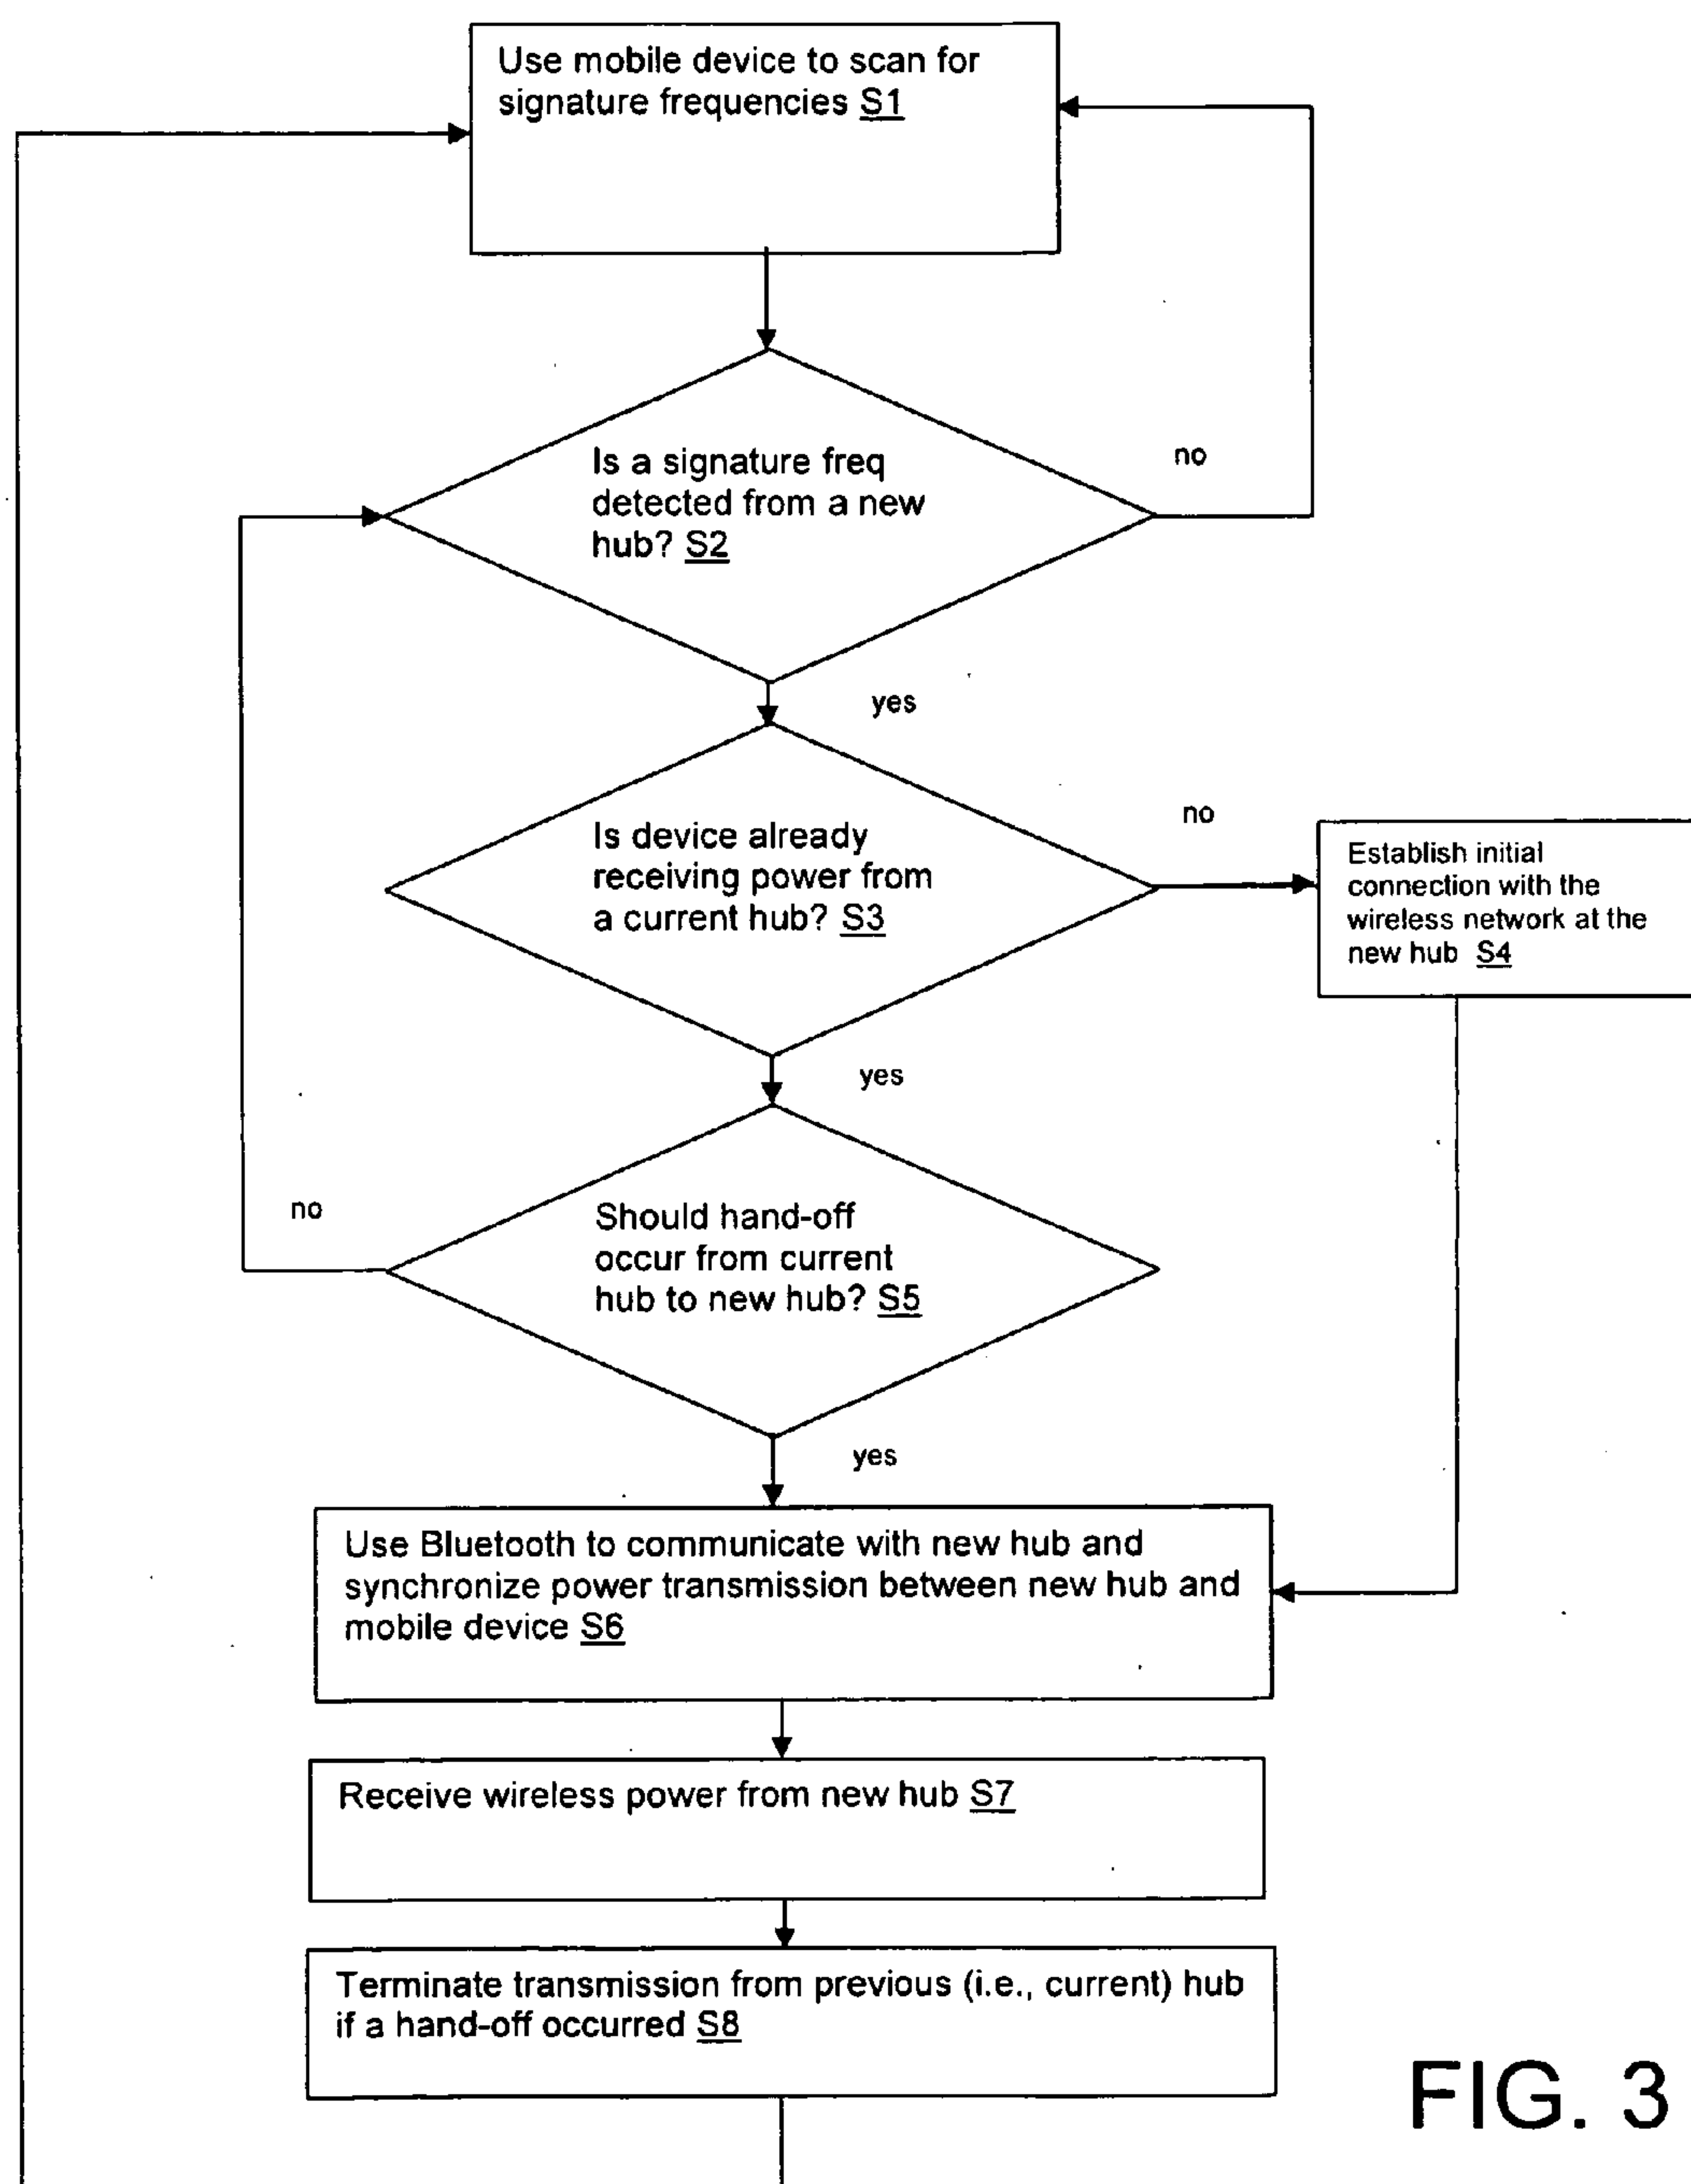 Use mobile device to scan for
signature frequencies S1
Is a signature freq
detected from a new
hub? S2
no
yes
Is device already
receiving power from
a current hub? S3
no
Establish initial
connection with the
wireless network at the
new hub S4
yes
Should hand-off
occur from current
hub to new hub? S5
no
yes
Use Bluetooth to communicate with new hub and
synchronize power transmission between new hub and
mobile device S6
Receive wireless power from new hub S7
Terminate transmission from previous (i.e., current) hub
if a hand-off occurred S8
FIG. 3